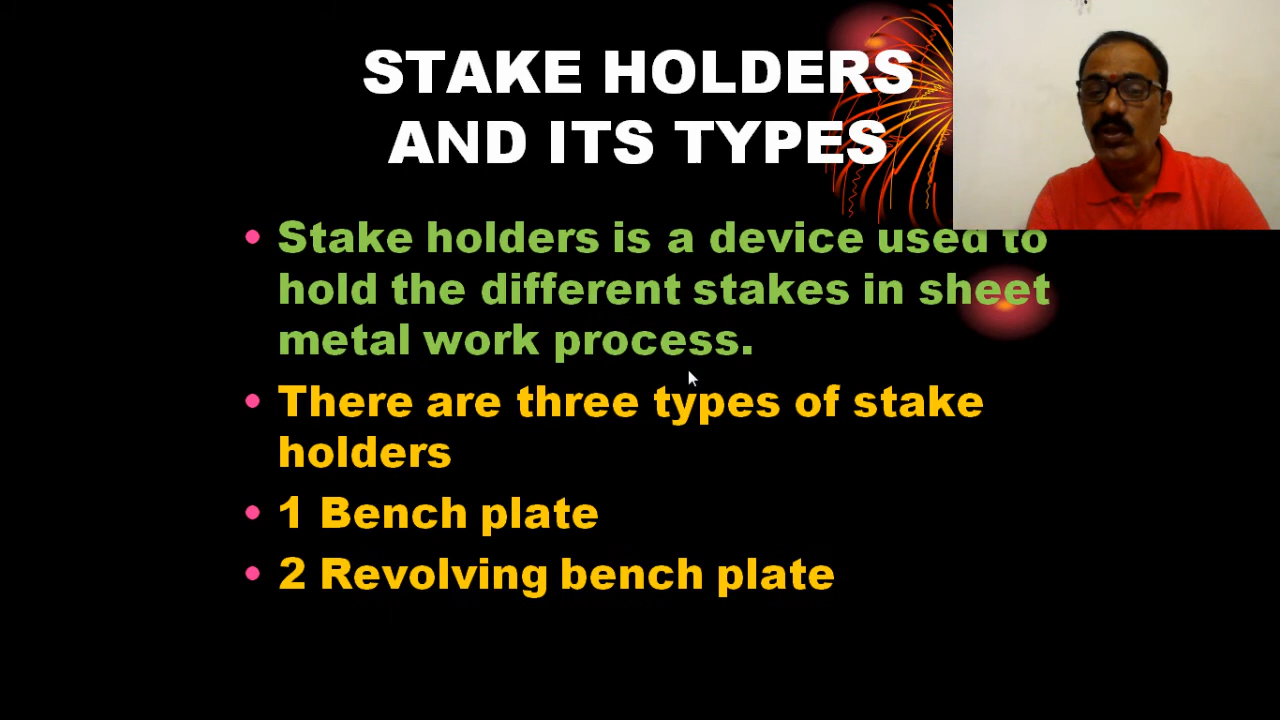 STAKE HOLDERS
AND ITS TYPES
• Stake holders is a device used to
hold the different stakes in sheet
metal work process.
• There are three types of stake
holders
• 1 Bench plate
• 2 Revolving bench plate